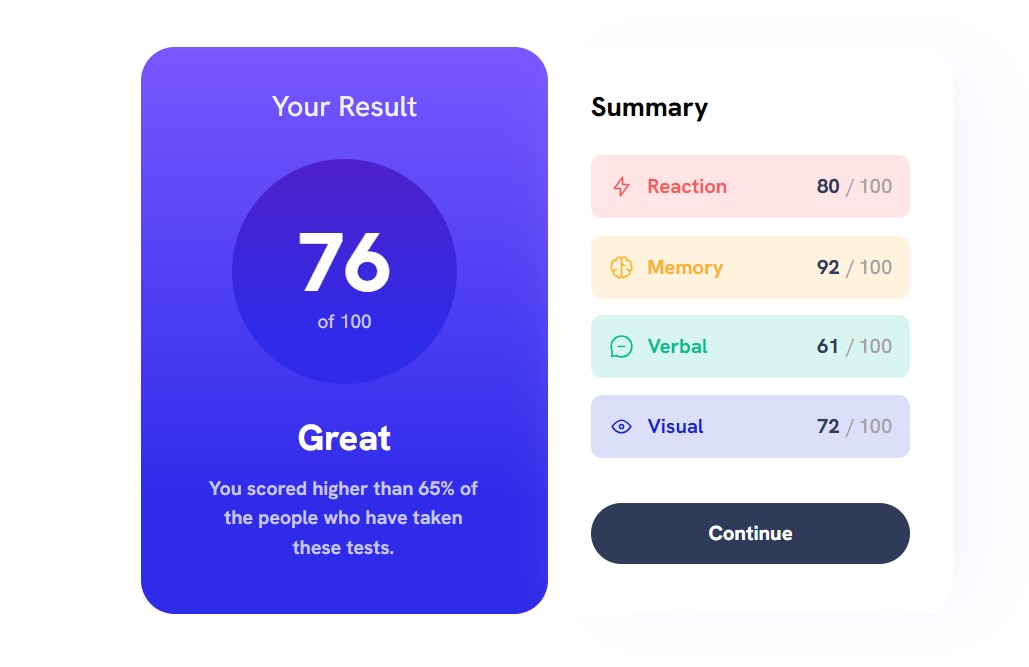 Your Result
76
of 100
Great
You scored higher than 65% of
the people who have taken
these tests.
Summary
Reaction 80 / 100
Memory 92 / 100
Verbal 61 / 100
Visual 72 / 100
Continue